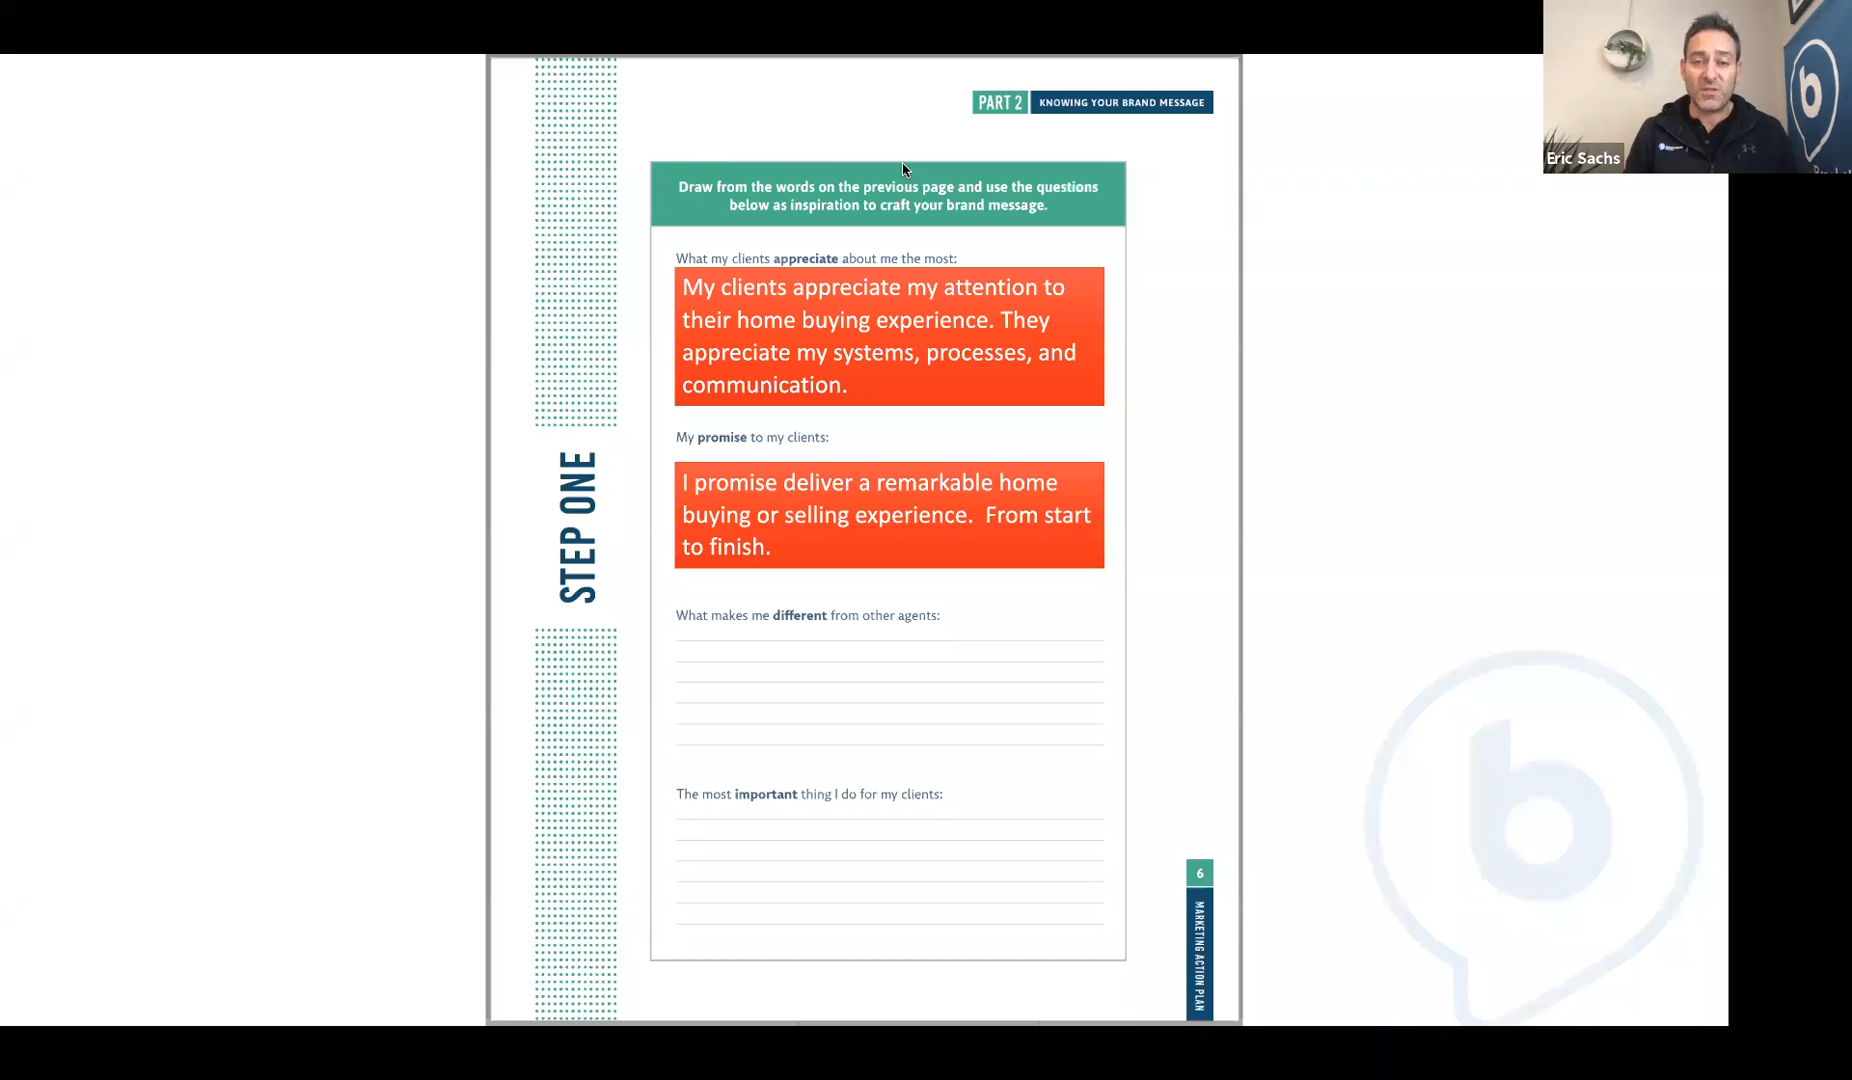 PART 2 KNOWING YOUR BRAND MESSAGE
Eric Sachs
Draw from the words on the previous page and use the questions
below as inspiration to craft your brand message.
What my clients appreciate about me the most:
My clients appreciate my attention to
their home buying experience. They
appreciate my systems, processes, and
communication.
My promise to my clients:
I promise deliver a remarkable home
buying or selling experience.  From start
to finish.
STEP ONE
What makes me different from other agents:
The most important thing I do for my clients:
6
MARKETING ACTION PLAN
b
b